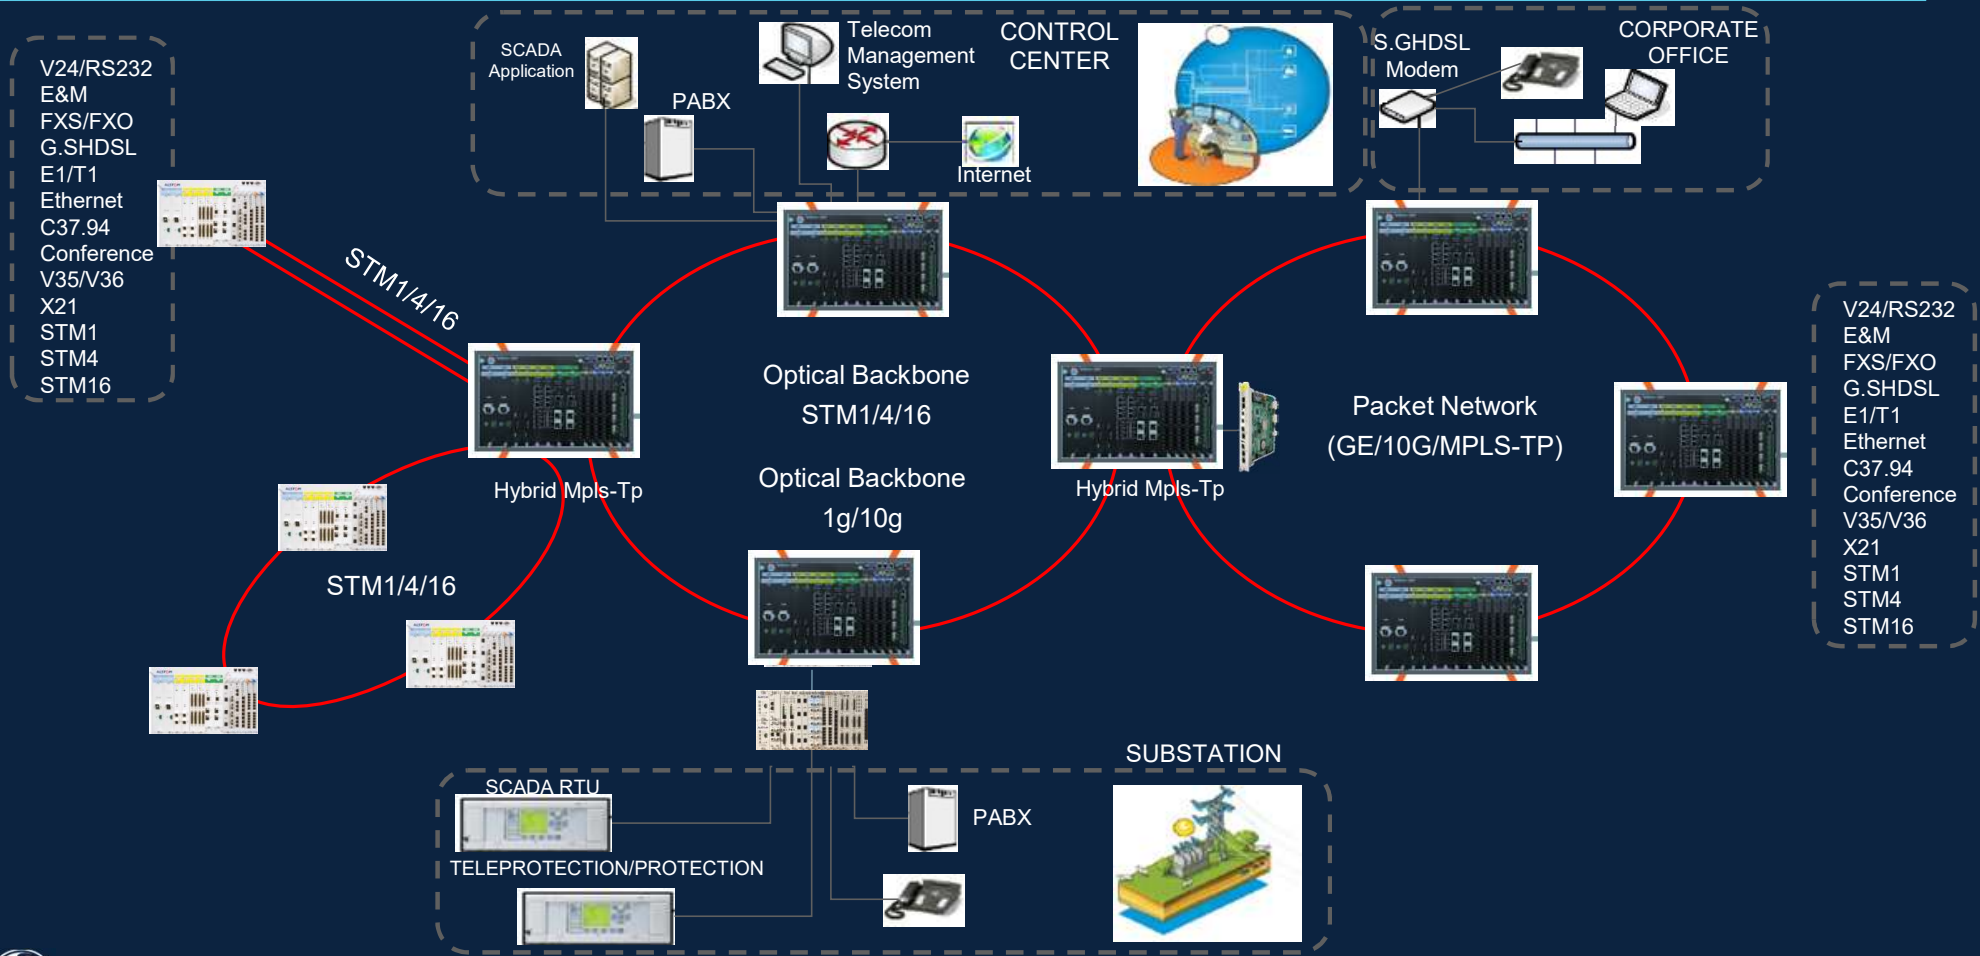 V24/RS232
E&M
FXS/FXO
G.SHDSL
E1/T1
Ethernet
C37.94
Conference
V35/V36
X21
STM1
STM4
STM16
SCADA
Application
PABX
Telecom
Management
System
Internet
CONTROL
CENTER
S.GHDSL
Modem
CORPORATE
OFFICE
STM1/4/16
Hybrid Mpls-Tp
STM1/4/16
Optical Backbone
STM1/4/16
Optical Backbone
1g/10g
Hybrid Mpls-Tp
Packet Network
(GE/10G/MPLS-TP)
V24/RS232
E&M
FXS/FXO
G.SHDSL
E1/T1
Ethernet
C37.94
Conference
V35/V36
X21
STM1
STM4
STM16
SUBSTATION
SCADA RTU
TELEPROTECTION/PROTECTION
PABX